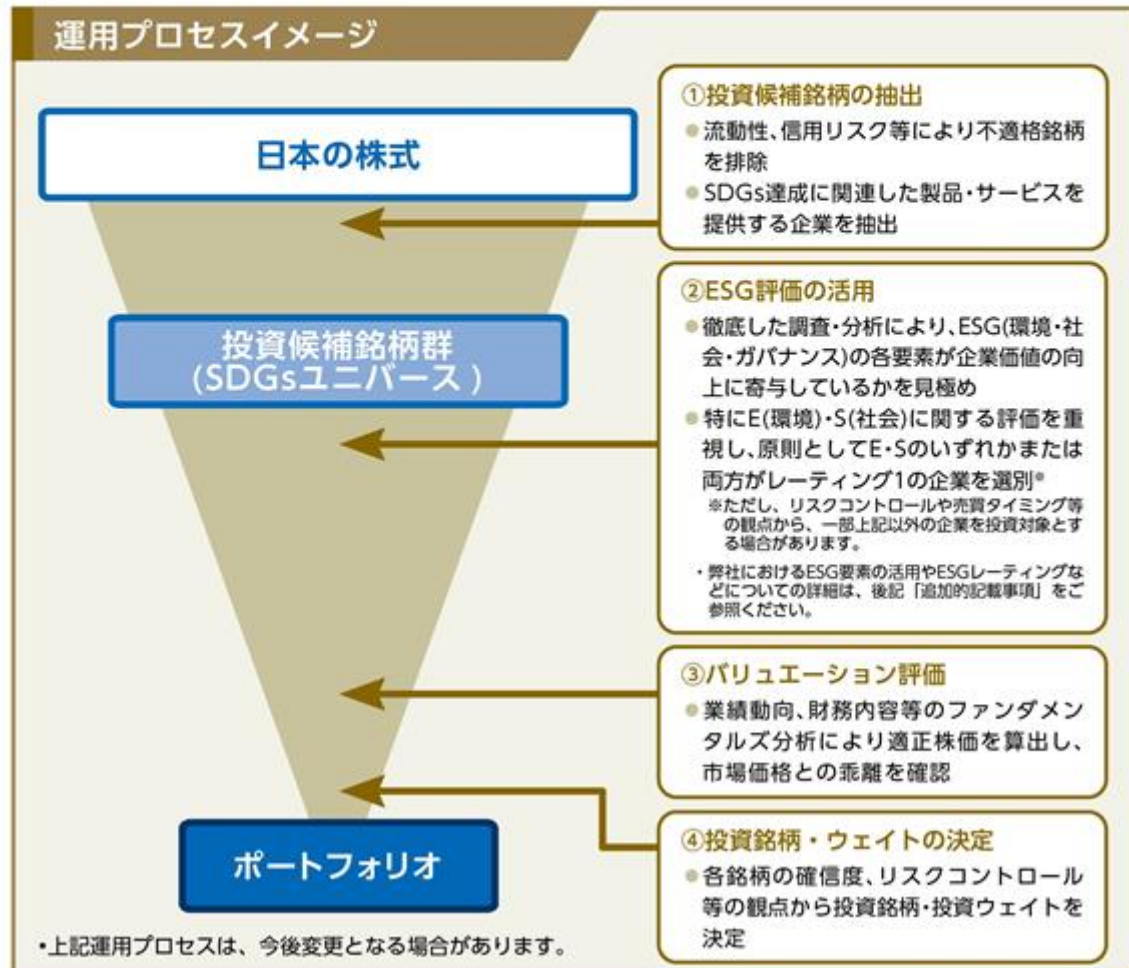 運用プロセスイメージ
日本の株式
投資候補銘柄群
(SDGsユニバース )
ポートフォリオ
•上記運用プロセスは、今後変更となる場合があります。
①投資候補銘柄の抽出
●流動性、信用リスク等により不適格銘柄
を排除
●SDGs達成に関連した製品・サービスを
提供する企業を抽出
②ESG評価の活用
●徹底した調査・分析により、ESG(環境・社
会・ガバナンス)の各要素が企業価値の向
上に寄与しているかを見極め
●特にE(環境)・S(社会)に関する評価を重
視し、原則としてE・Sのいずれかまたは
両方がレーティング1の企業を選別※
※ただし、リスクコントロールや売買タイミング等
の観点から、一部上記以外の企業を投資対象とす
る場合があります。
・弊社におけるESG要素の活用やESGレーティングな
どについての詳細は、後記「追加的記載事項」をご
参照ください。
③バリュエーション評価
●業績動向、財務内容等のファンダメン
タルズ分析により適正株価を算出し、
市場価格との乖離を確認
④投資銘柄・ウェイトの決定
●各銘柄の確信度、リスクコントロール
等の観点から投資銘柄・投資ウェイトを
決定